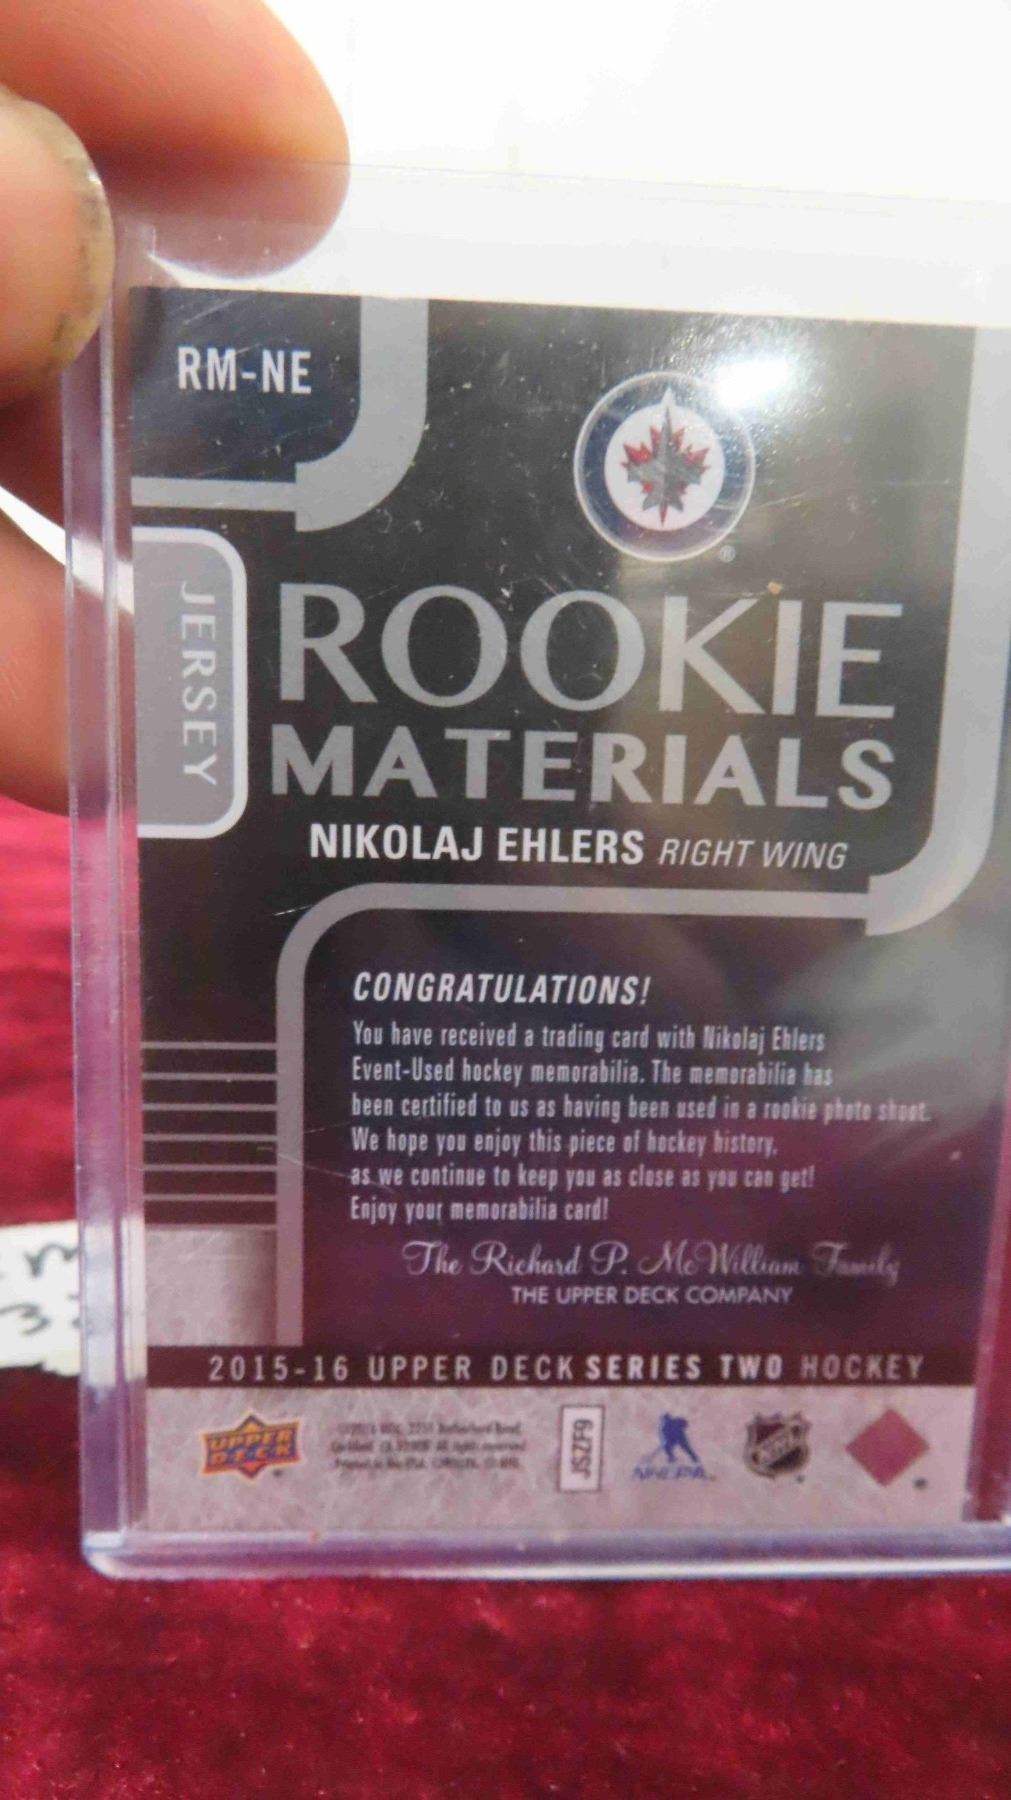 RM-NE
JERSEY
ROOKIE
MATERIALS
NIKOLAJ EHLERS RIGHT WING
CONGRATULATIONS!
You have received a trading card with Nikolaj Ehlers
Event-Used hockey memorabilia. The memorabilia has
been certified to us as having been used in a rookie photo shoot.
We hope you enjoy this piece of hockey history,
as we continue to keep you as close as you can get!
Enjoy your memorabilia card!
The Richard P. McWilliam Family
THE UPPER DECK COMPANY
2015-16 UPPER DECK SERIES TWO HOCKEY
UPPER
DECK
JSZF9
NHLPA
NHL